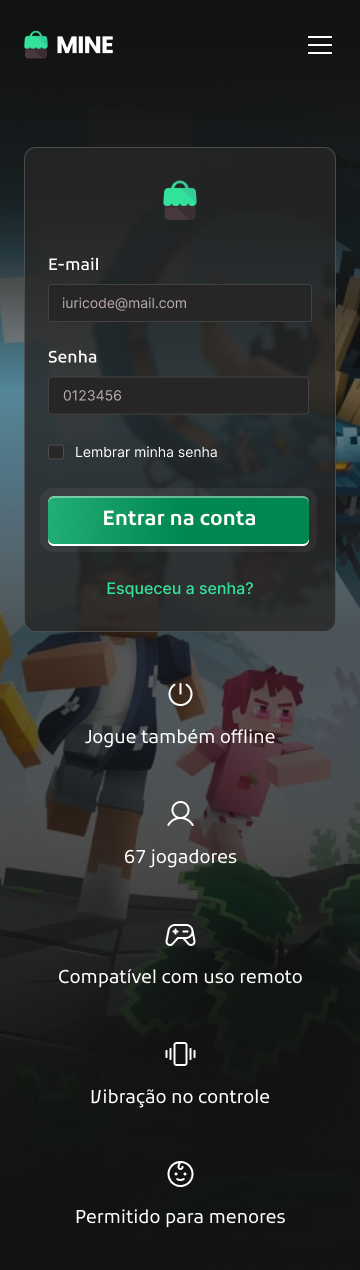 MINE
E-mail
iuricode@mail.com
Senha
0123456
Lembrar minha senha
Entrar na conta
Esqueceu a senha?
Jogue também offline
67 jogadores
Compatível com uso remoto
Vibração no controle
Permitido para menores